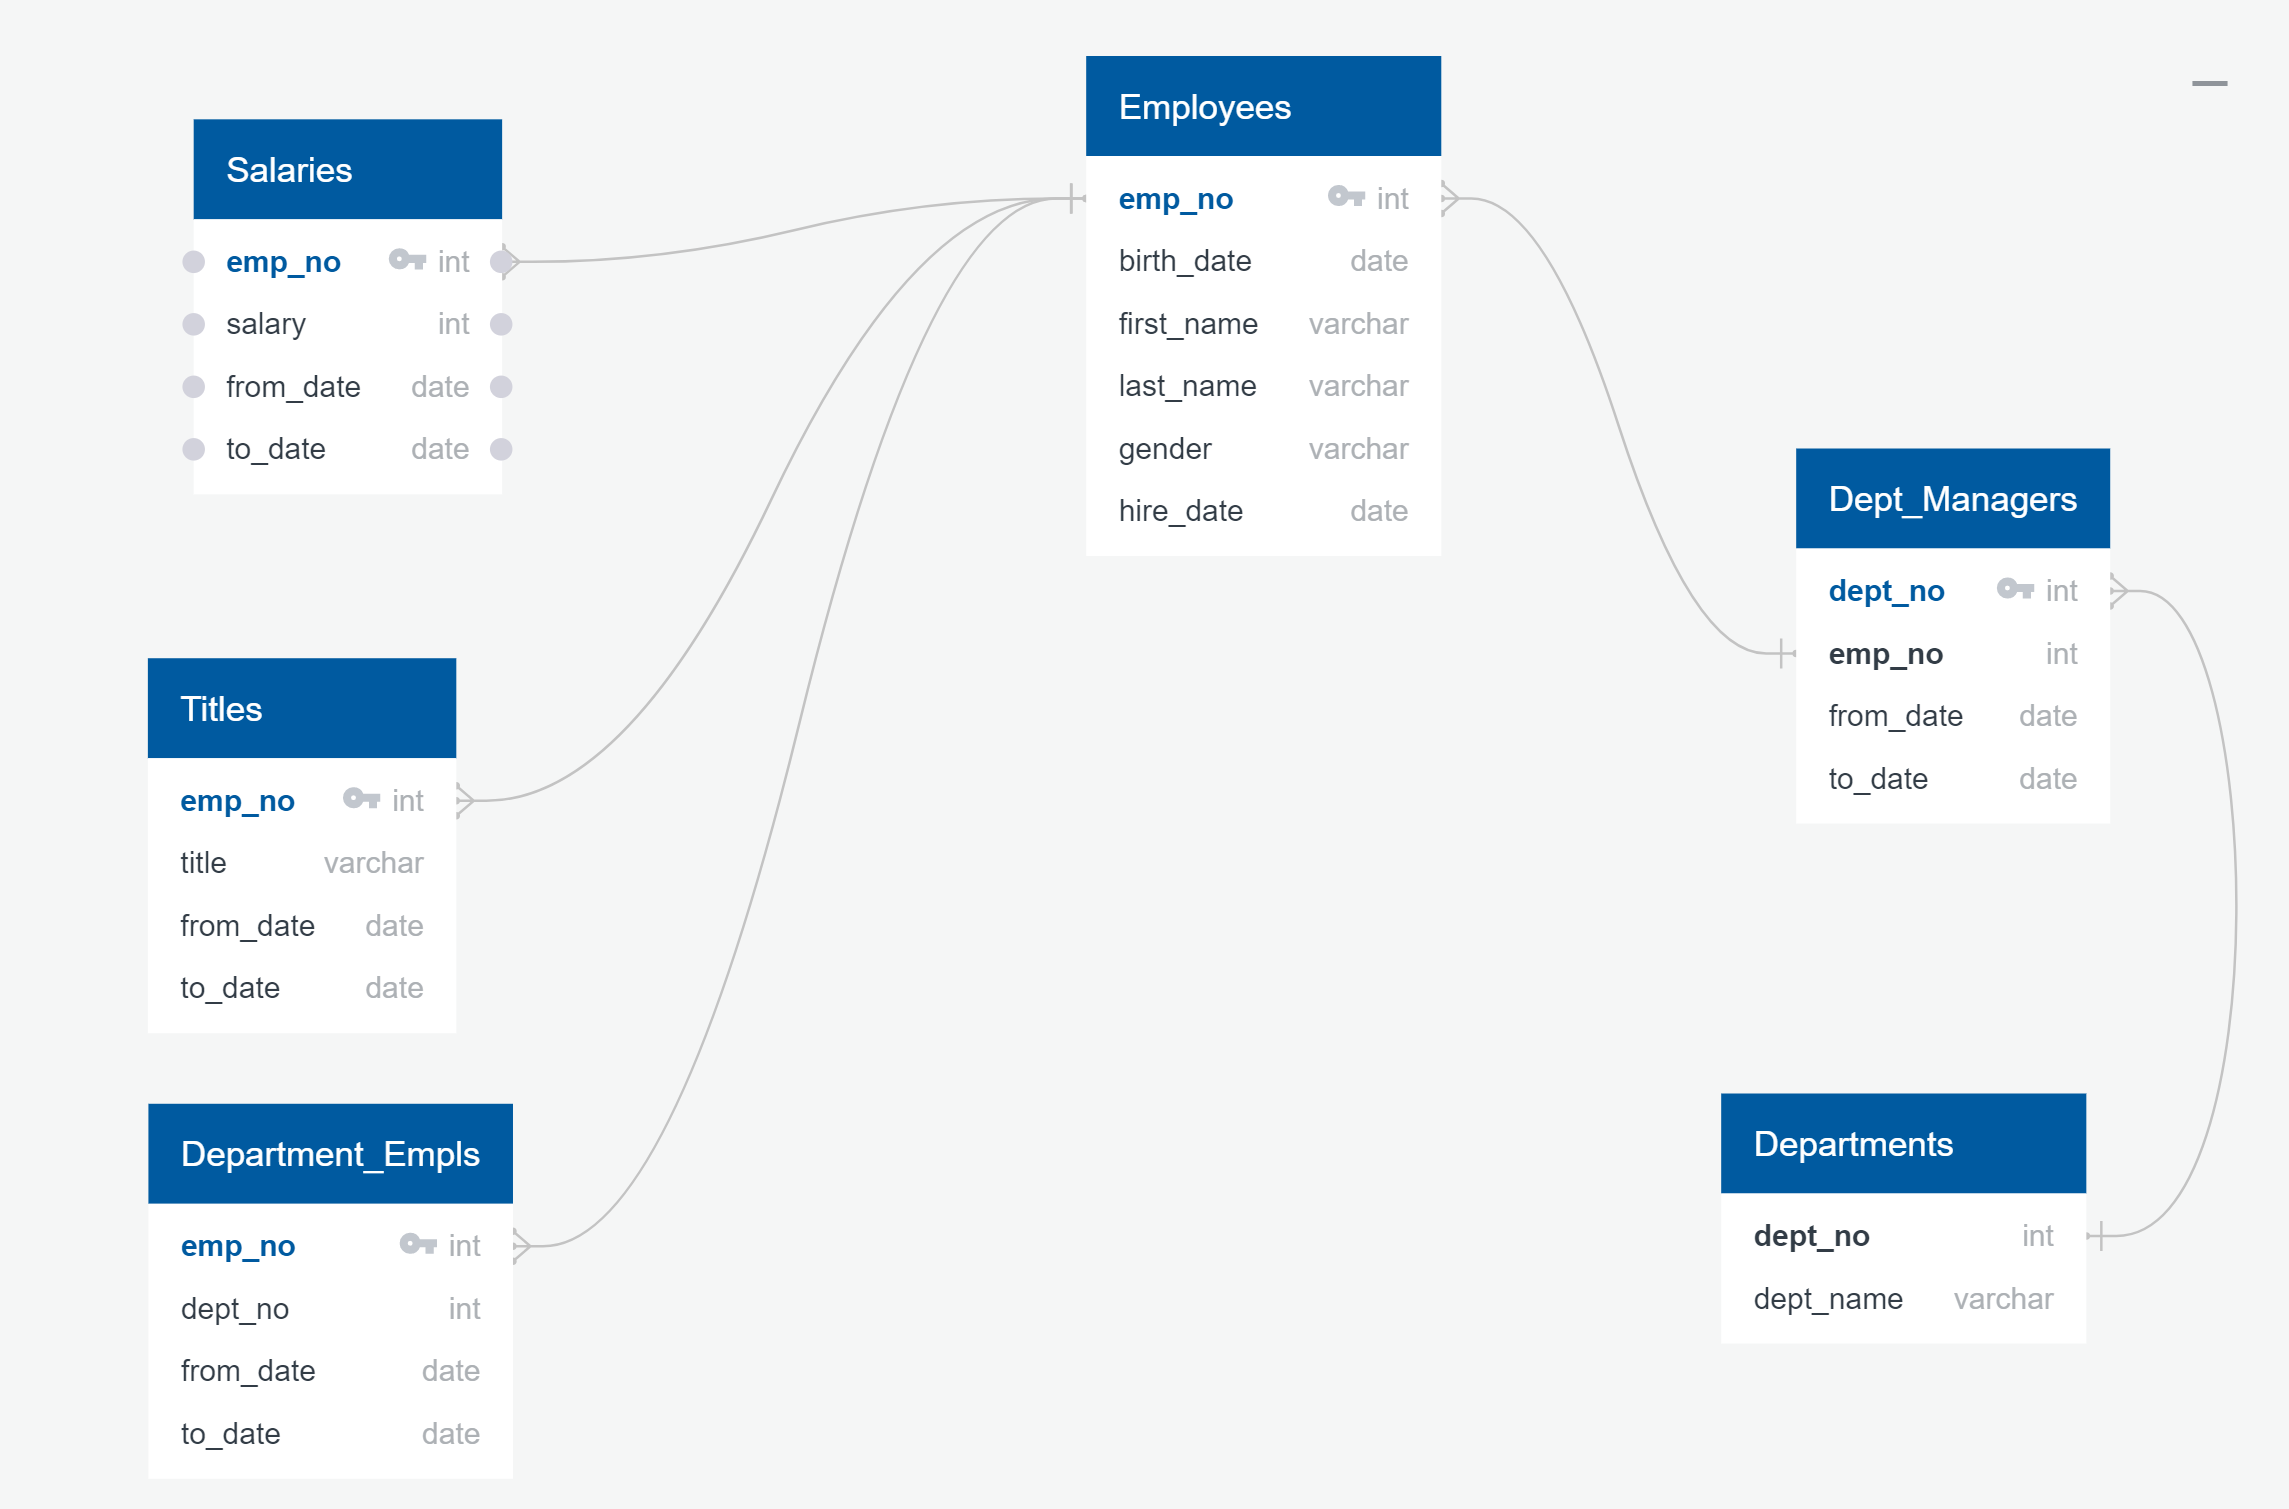 Employees
emp_no int
birth_date date
first_name varchar
last_name varchar
gender varchar
hire_date date
Salaries
emp_no int
salary int
from_date date
to_date date
Dept_Managers
dept_no int
emp_no int
from_date date
to_date date
Titles
emp_no int
title varchar
from_date date
to_date date
Department_Empls
emp_no int
dept_no int
from_date date
to_date date
Departments
dept_no int
dept_name varchar